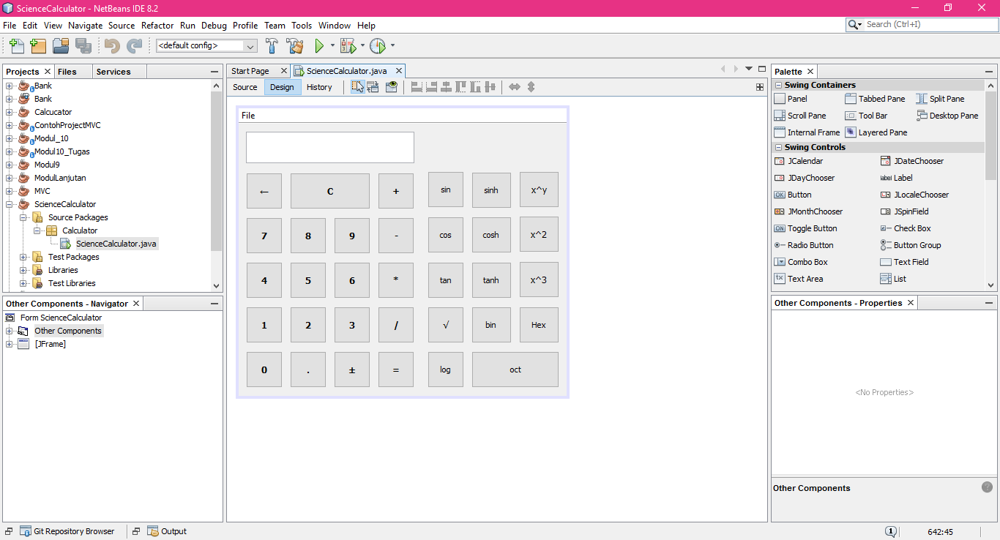 ScienceCalculator - NetBeans IDE 8.2
File Edit View Navigate Source Refactor Run Debug Profile Team Tools Window Help
Search (Ctrl+I)
<default config>
Projects Files Services
Bank
Bank
Calcucator
ContohProjectMVC
Modul_10
Modul10_Tugas
Modul9
ModulLanjutan
MVC
ScienceCalculator
Source Packages
Calculator
ScienceCalculator.java
Test Packages
Libraries
Test Libraries
Other Components - Navigator
Form ScienceCalculator
Other Components
[JFrame]
Start Page ScienceCalculator.java
Source Design History
File
← C + sin sinh x^y
7 8 9 - cos cosh x^2
4 5 6 * tan tanh x^3
1 2 3 / √ bin Hex
0 . ± = log oct
Palette
Swing Containers
Panel Tabbed Pane Split Pane
Scroll Pane Tool Bar Desktop Pane
Internal Frame Layered Pane
Swing Controls
JCalendar JDateChooser
JDayChooser label Label
OK Button JLocaleChooser
JMonthChooser JSpinField
ON Toggle Button Check Box
Radio Button Button Group
Combo Box Text Field
Text Area List
Other Components - Properties
<No Properties>
Other Components
Git Repository Browser Output
1 642:45